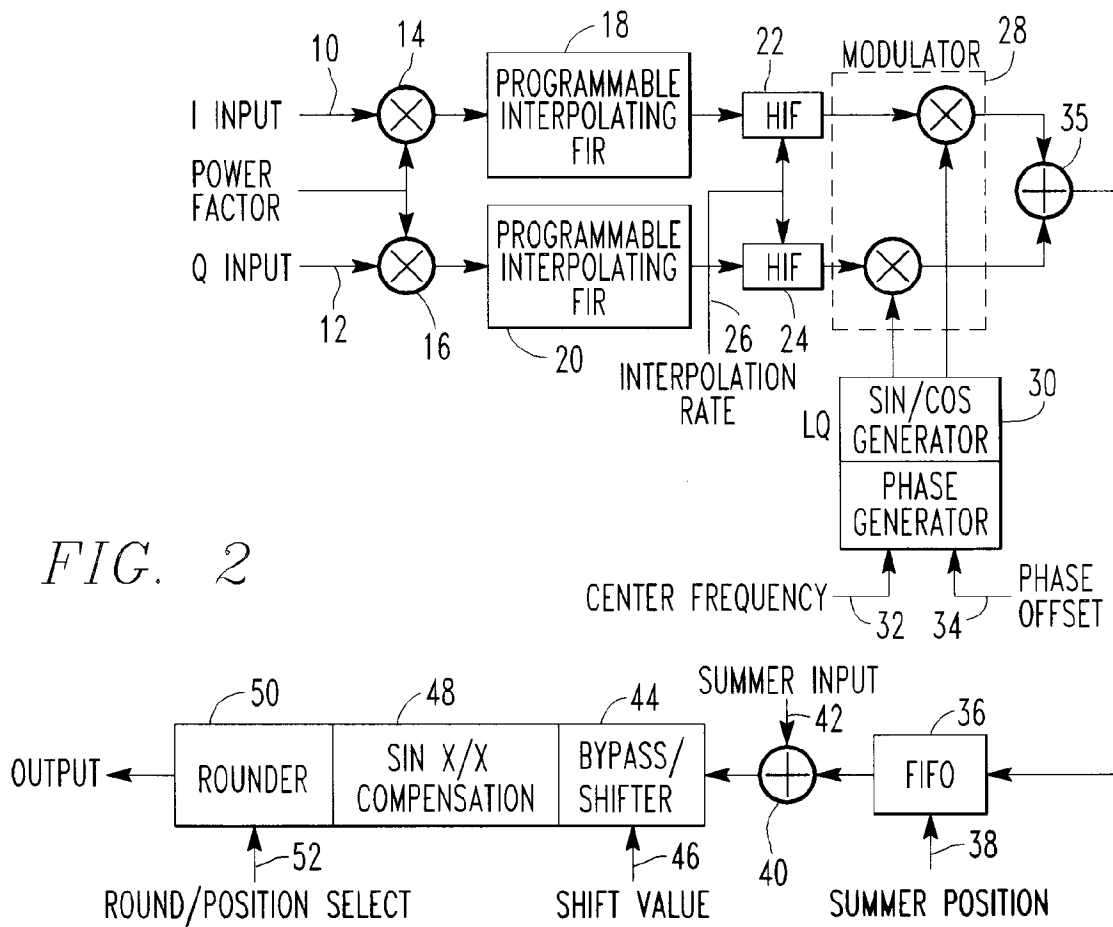 10
14
18
22
MODULATOR
28
I INPUT
PROGRAMMABLE
INTERPOLATING
FIR
HIF
35
POWER
FACTOR
Q INPUT
PROGRAMMABLE
INTERPOLATING
FIR
HIF
12
16
20
26
24
INTERPOLATION
RATE
LQ
SIN/COS
GENERATOR
30
PHASE
GENERATOR
FIG. 2
CENTER FREQUENCY
32
34
PHASE
OFFSET
50
48
44
SUMMER INPUT
42
36
OUTPUT
ROUNDER
SIN X/X
COMPENSATION
BYPASS/
SHIFTER
FIFO
52
46
40
38
ROUND/POSITION SELECT
SHIFT VALUE
SUMMER POSITION